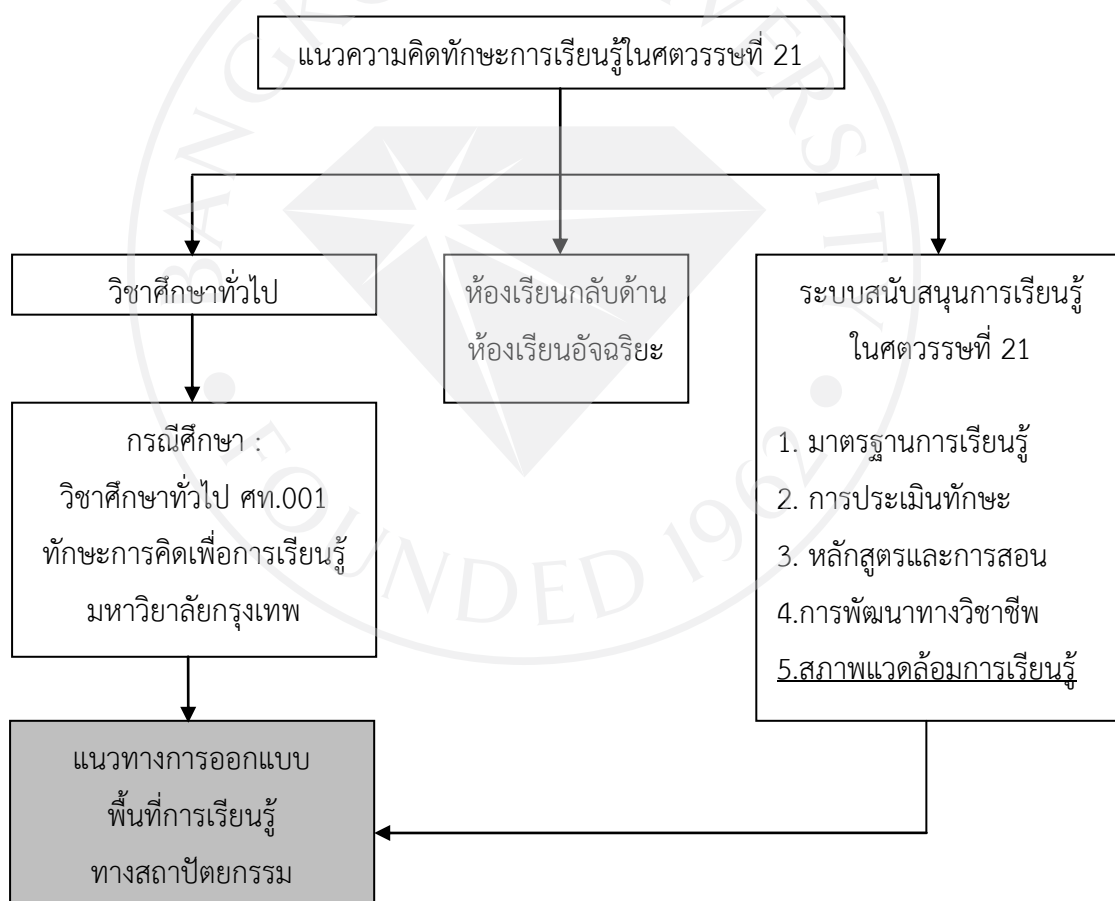 แนวความคิดทักษะการเรียนรู้ในศตวรรษที่ 21
วิชาศึกษาทั่วไป
ห้องเรียนกลับด้าน
ห้องเรียนอัจฉริยะ
ระบบสนับสนุนการเรียนรู้
ในศตวรรษที่ 21
1. มาตรฐานการเรียนรู้
2. การประเมินทักษะ
3. หลักสูตรและการสอน
4.การพัฒนาทางวิชาชีพ
5.สภาพแวดล้อมการเรียนรู้
กรณีศึกษา :
วิชาศึกษาทั่วไป ศท.001
ทักษะการคิดเพื่อการเรียนรู้
มหาวิยาลัยกรุงเทพ
แนวทางการออกแบบ
พื้นที่การเรียนรู้
ทางสถาปัตยกรรม
BANGKOK UNIVERSITY
FOUNDED 1962